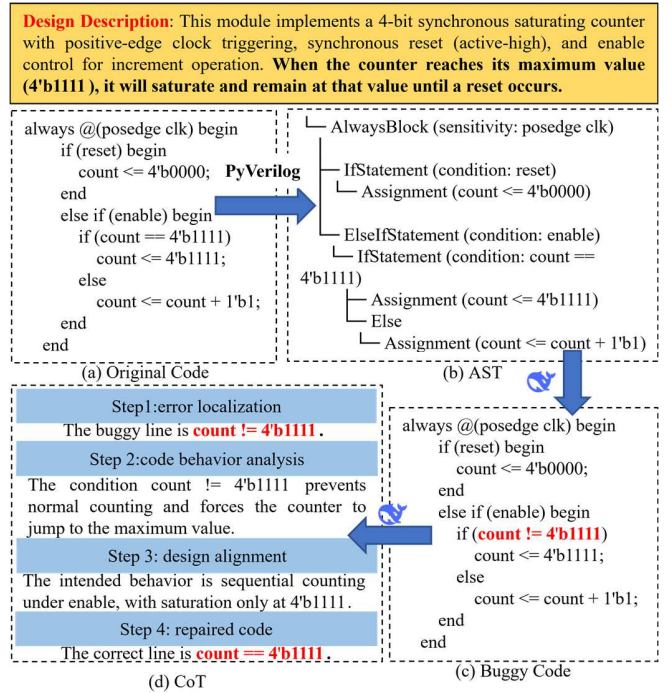 Design Description: This module implements a 4-bit synchronous saturating counter
with positive-edge clock triggering, synchronous reset (active-high), and enable
control for increment operation. When the counter reaches its maximum value
(4'b1111), it will saturate and remain at that value until a reset occurs.
always @(posedge clk) begin
if (reset) begin
count <= 4'b0000;
end
else if (enable) begin
if (count == 4'b1111)
count <= 4'b1111;
else
count <= count + 1'b1;
end
end
(a) Original Code
PyVerilog
AlwaysBlock (sensitivity: posedge clk)
IfStatement (condition: reset)
Assignment (count <= 4'b0000)
ElseIfStatement (condition: enable)
IfStatement (condition: count ==
4'b1111)
Assignment (count <= 4'b1111)
Else
Assignment (count <= count + 1'b1)
(b) AST
always @(posedge clk) begin
if (reset) begin
count <= 4'b0000;
end
else if (enable) begin
if (count != 4'b1111)
count <= 4'b1111;
else
count <= count + 1'b1;
end
end
(c) Buggy Code
Step1:error localization
The buggy line is count != 4'b1111.
Step 2:code behavior analysis
The condition count != 4'b1111 prevents
normal counting and forces the counter to
jump to the maximum value.
Step 3: design alignment
The intended behavior is sequential counting
under enable, with saturation only at 4'b1111.
Step 4: repaired code
The correct line is count == 4'b1111.
(d) CoT